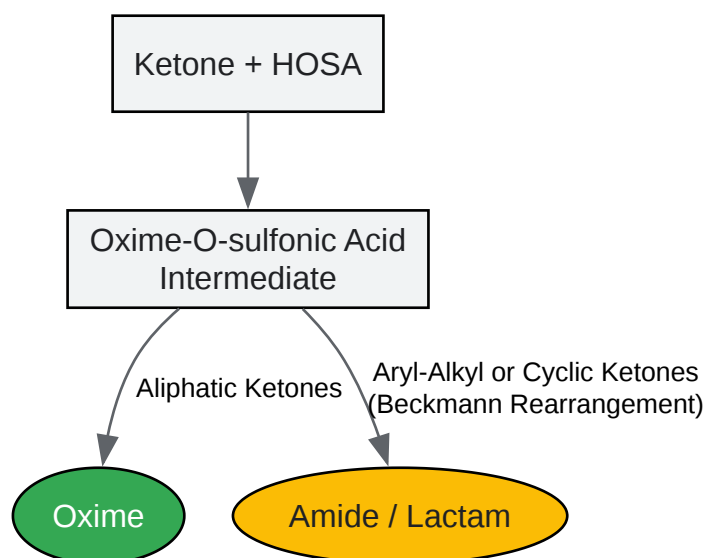 Ketone + HOSA
Oxime-O-sulfonic Acid
Intermediate
Aliphatic Ketones
Aryl-Alkyl or Cyclic Ketones
(Beckmann Rearrangement)
Oxime
Amide / Lactam